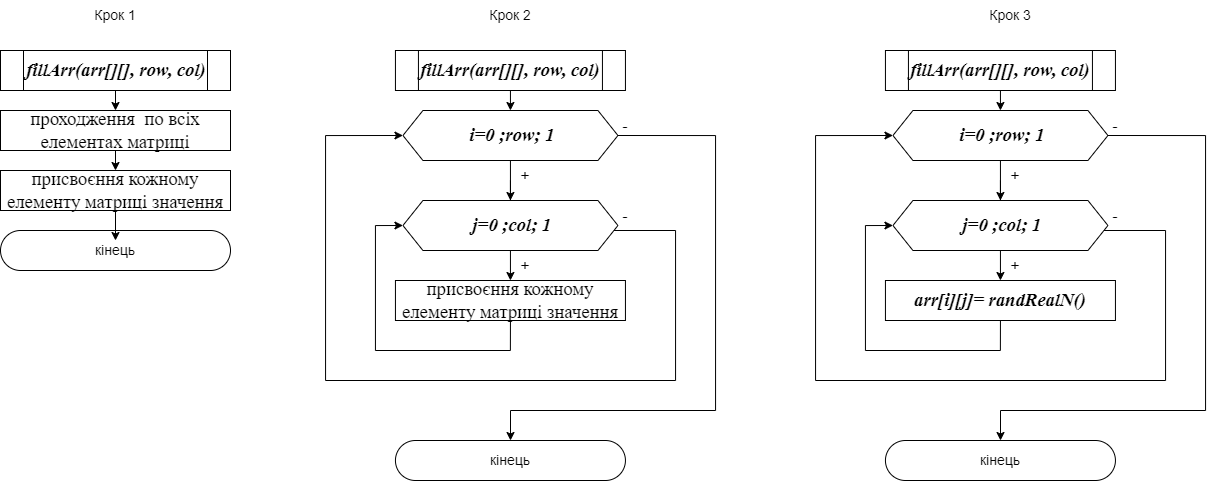 Крок 1
fillArr(arr[][], row, col)
проходження по всіх
елементах матриці
присвоєння кожному
елементу матриці значення
кінець
Крок 2
fillArr(arr[][], row, col)
i=0 ;row; 1
-
+
j=0 ;col; 1
-
+
присвоєння кожному
елементу матриці значення
кінець
Крок 3
fillArr(arr[][], row, col)
i=0 ;row; 1
-
+
j=0 ;col; 1
-
+
arr[i][j]= randRealN()
кінець